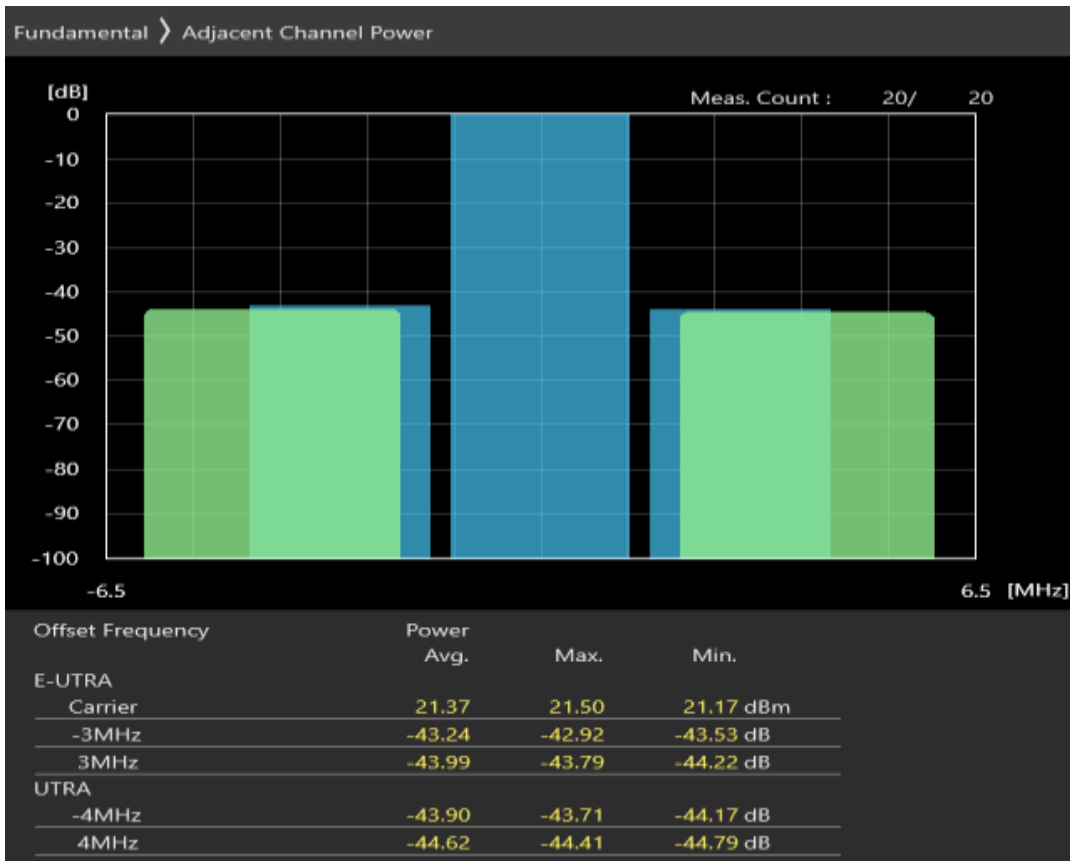 Fundamental 〉 Adjacent Channel Power
[dB]
Meas. Count : 20/ 20
0
-10
-20
-30
-40
-50
-60
-70
-80
-90
-100
-6.5 6.5 [MHz]
Offset Frequency Power
Avg. Max. Min.
E-UTRA
Carrier 21.37 21.50 21.17 dBm
-3MHz -43.24 -42.92 -43.53 dB
3MHz -43.99 -43.79 -44.22 dB
UTRA
-4MHz -43.90 -43.71 -44.17 dB
4MHz -44.62 -44.41 -44.79 dB